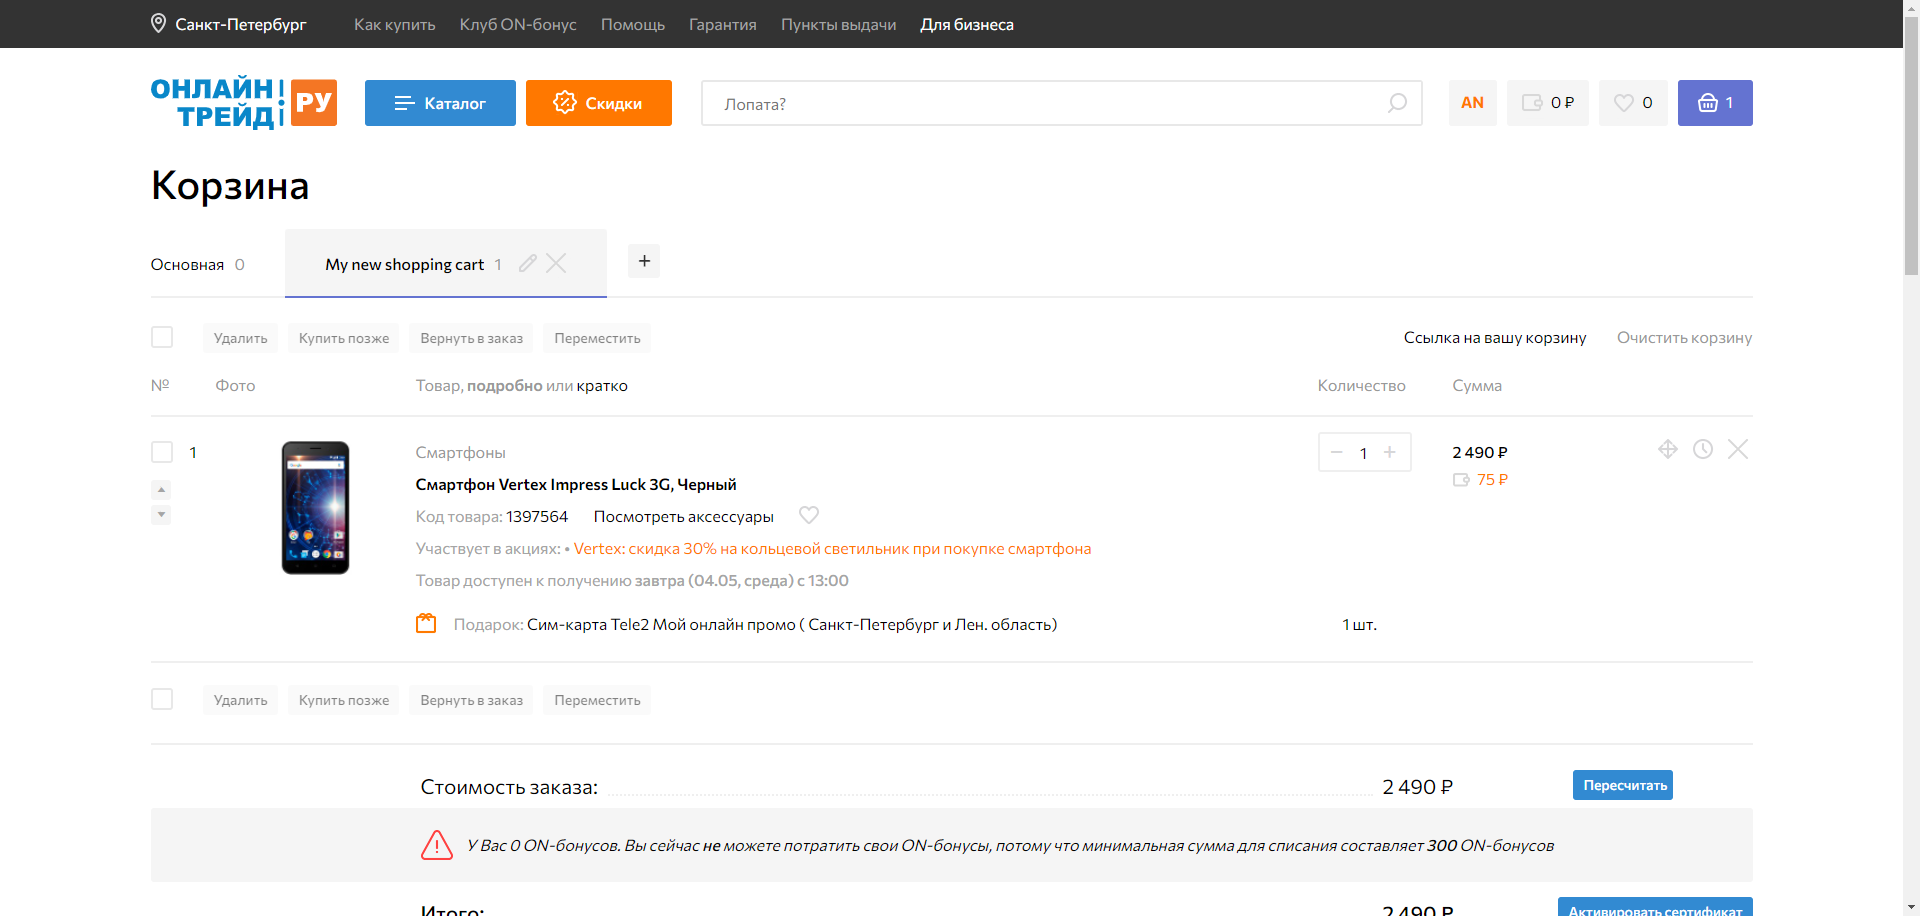 Санкт-Петербург
Как купить
Клуб ON-бонус
Помощь
Гарантия
Пункты выдачи
Для бизнеса
ОНЛАЙН ТРЕЙД РУ
Каталог
Скидки
Лопата?
AN
0 ₽
0
1
Корзина
Основная 0
My new shopping cart 1
+
Удалить
Купить позже
Вернуть в заказ
Переместить
Ссылка на вашу корзину
Очистить корзину
№
Фото
Товар, подробно или кратко
Количество
Сумма
1
Смартфоны
1
2 490 ₽
75 ₽
Смартфон Vertex Impress Luck 3G, Черный
Код товара: 1397564
Посмотреть аксессуары
Участвует в акциях: • Vertex: скидка 30% на кольцевой светильник при покупке смартфона
Товар доступен к получению завтра (04.05, среда) с 13:00
Подарок: Сим-карта Tele2 Мой онлайн промо ( Санкт-Петербург и Лен. область)
1 шт.
Удалить
Купить позже
Вернуть в заказ
Переместить
Стоимость заказа:
2 490 ₽
Пересчитать
У Вас 0 ON-бонусов. Вы сейчас не можете потратить свои ON-бонусы, потому что минимальная сумма для списания составляет 300 ON-бонусов
Итого:
2 490 ₽
Активировать сертификат